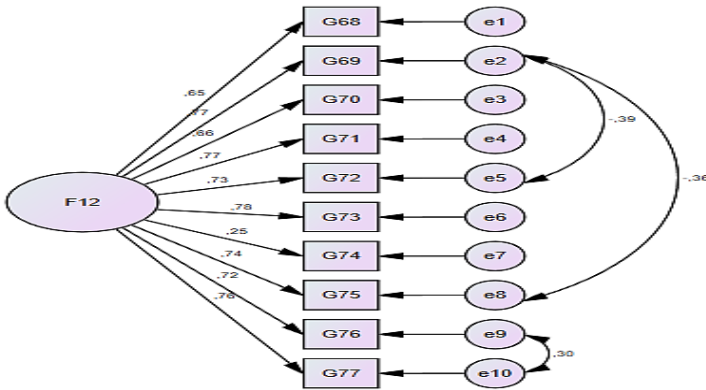 G68
e1
G69
e2
.65
.77
G70
e3
.66
G71
e4
-.39
.77
G72
e5
.73
-.36
F12
.78
G73
e6
.25
G74
e7
.74
.72
G75
e8
.76
G76
e9
.30
G77
e10